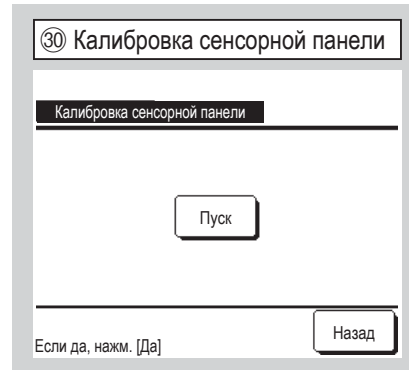 ㉚ Калибровка сенсорной панели
Калибровка сенсорной панели
Пуск
Если да, нажм. [Да]
Назад